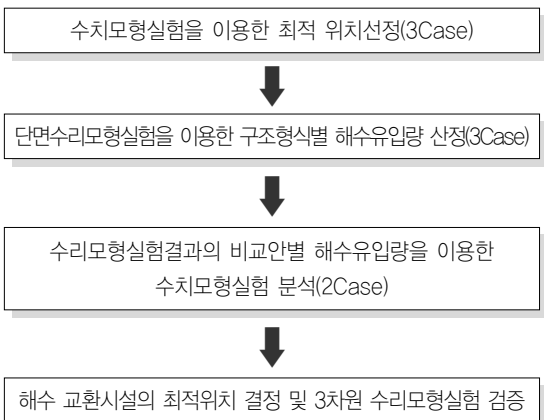 수치모형실험을 이용한 최적 위치선정(3Case)
단면수리모형실험을 이용한 구조형식별 해수유입량 산정(3Case)
수리모형실험결과의 비교안별 해수유입량을 이용한
수치모형실험 분석(2Case)
해수 교환시설의 최적위치 결정 및 3차원 수리모형실험 검증